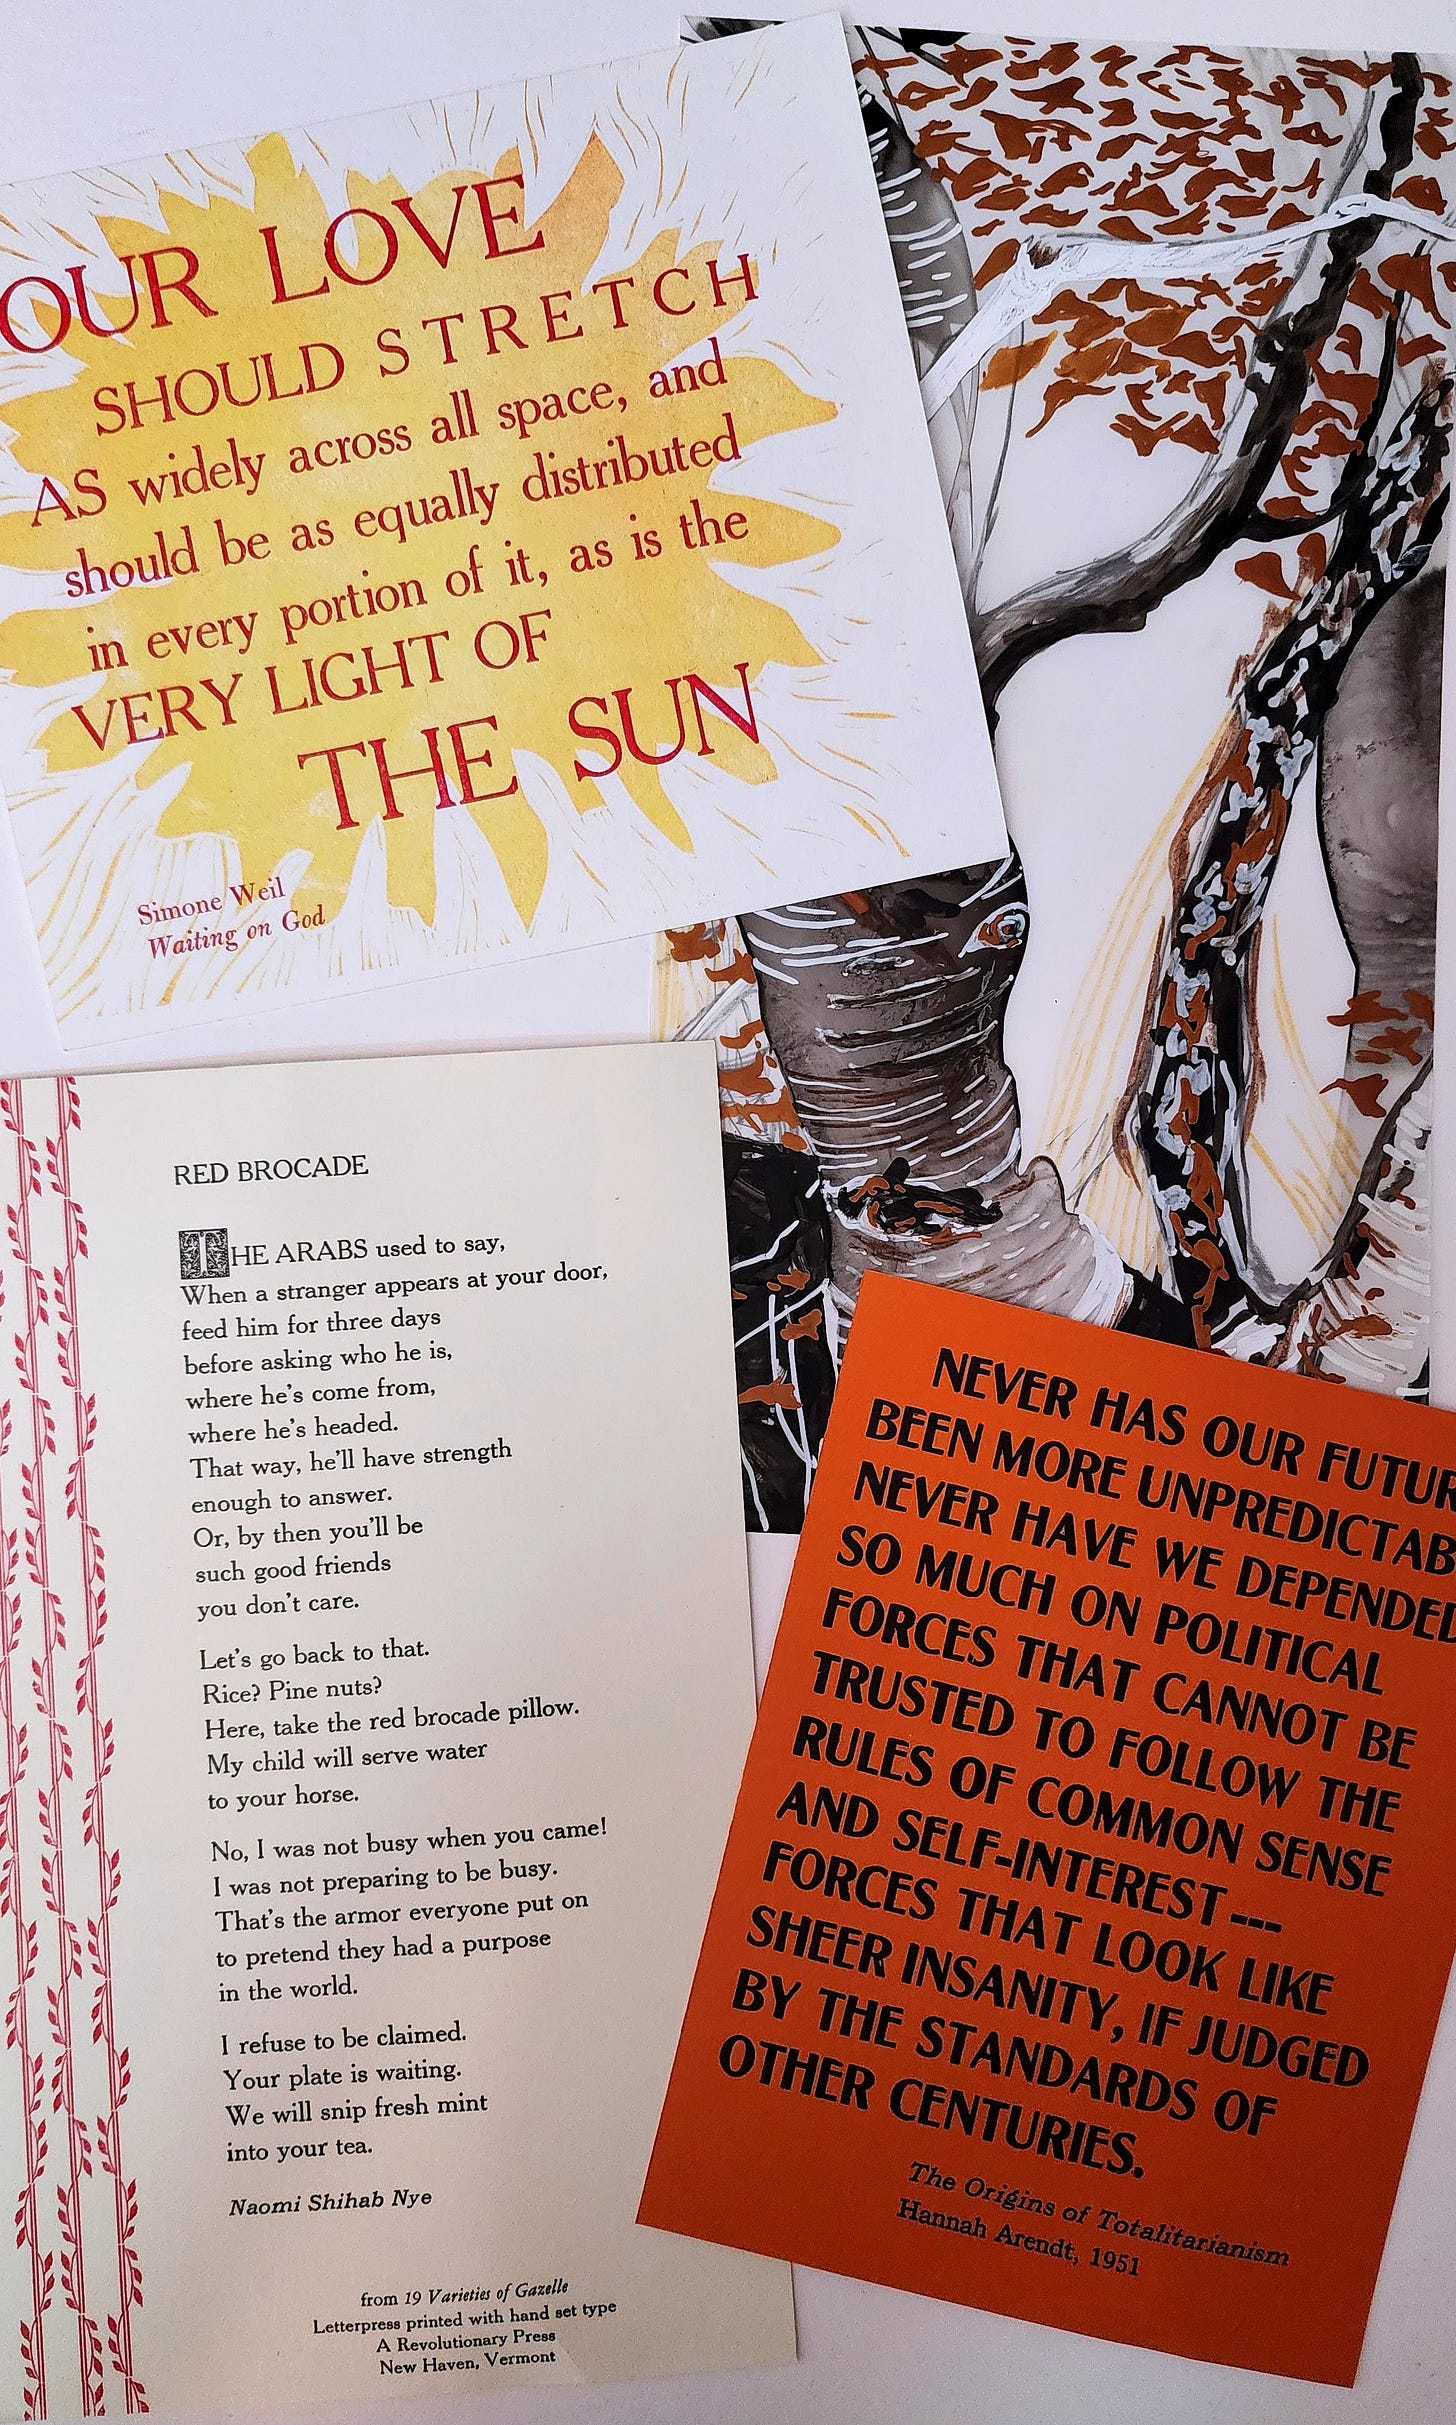 OUR LOVE
SHOULD STRETCH
AS widely across all space, and
should be as equally distributed
in every portion of it, as is the
VERY LIGHT OF
THE SUN
Simone Weil
Waiting on God
RED BROCADE
THE ARABS used to say,
When a stranger appears at your door,
feed him for three days
before asking who he is,
where he's come from,
where he's headed.
That way, he'll have strength
enough to answer.
Or, by then you'll be
such good friends
you don't care.
Let's go back to that.
Rice? Pine nuts?
Here, take the red brocade pillow.
My child will serve water
to your horse.
No, I was not busy when you came!
I was not preparing to be busy.
That's the armor everyone put on
to pretend they had a purpose
in the world.
I refuse to be claimed.
Your plate is waiting.
We will snip fresh mint
into your tea.
Naomi Shihab Nye
from 19 Varieties of Gazelle
Letterpress printed with hand set type
A Revolutionary Press
New Haven, Vermont
NEVER HAS OUR FUTUR
BEEN MORE UNPREDICTAB
NEVER HAVE WE DEPENDED
SO MUCH ON POLITICAL
FORCES THAT CANNOT BE
TRUSTED TO FOLLOW THE
RULES OF COMMON SENSE
AND SELF-INTEREST---
FORCES THAT LOOK LIKE
SHEER INSANITY, IF JUDGED
BY THE STANDARDS OF
OTHER CENTURIES.
The Origins of Totalitarianism
Hannah Arendt, 1951